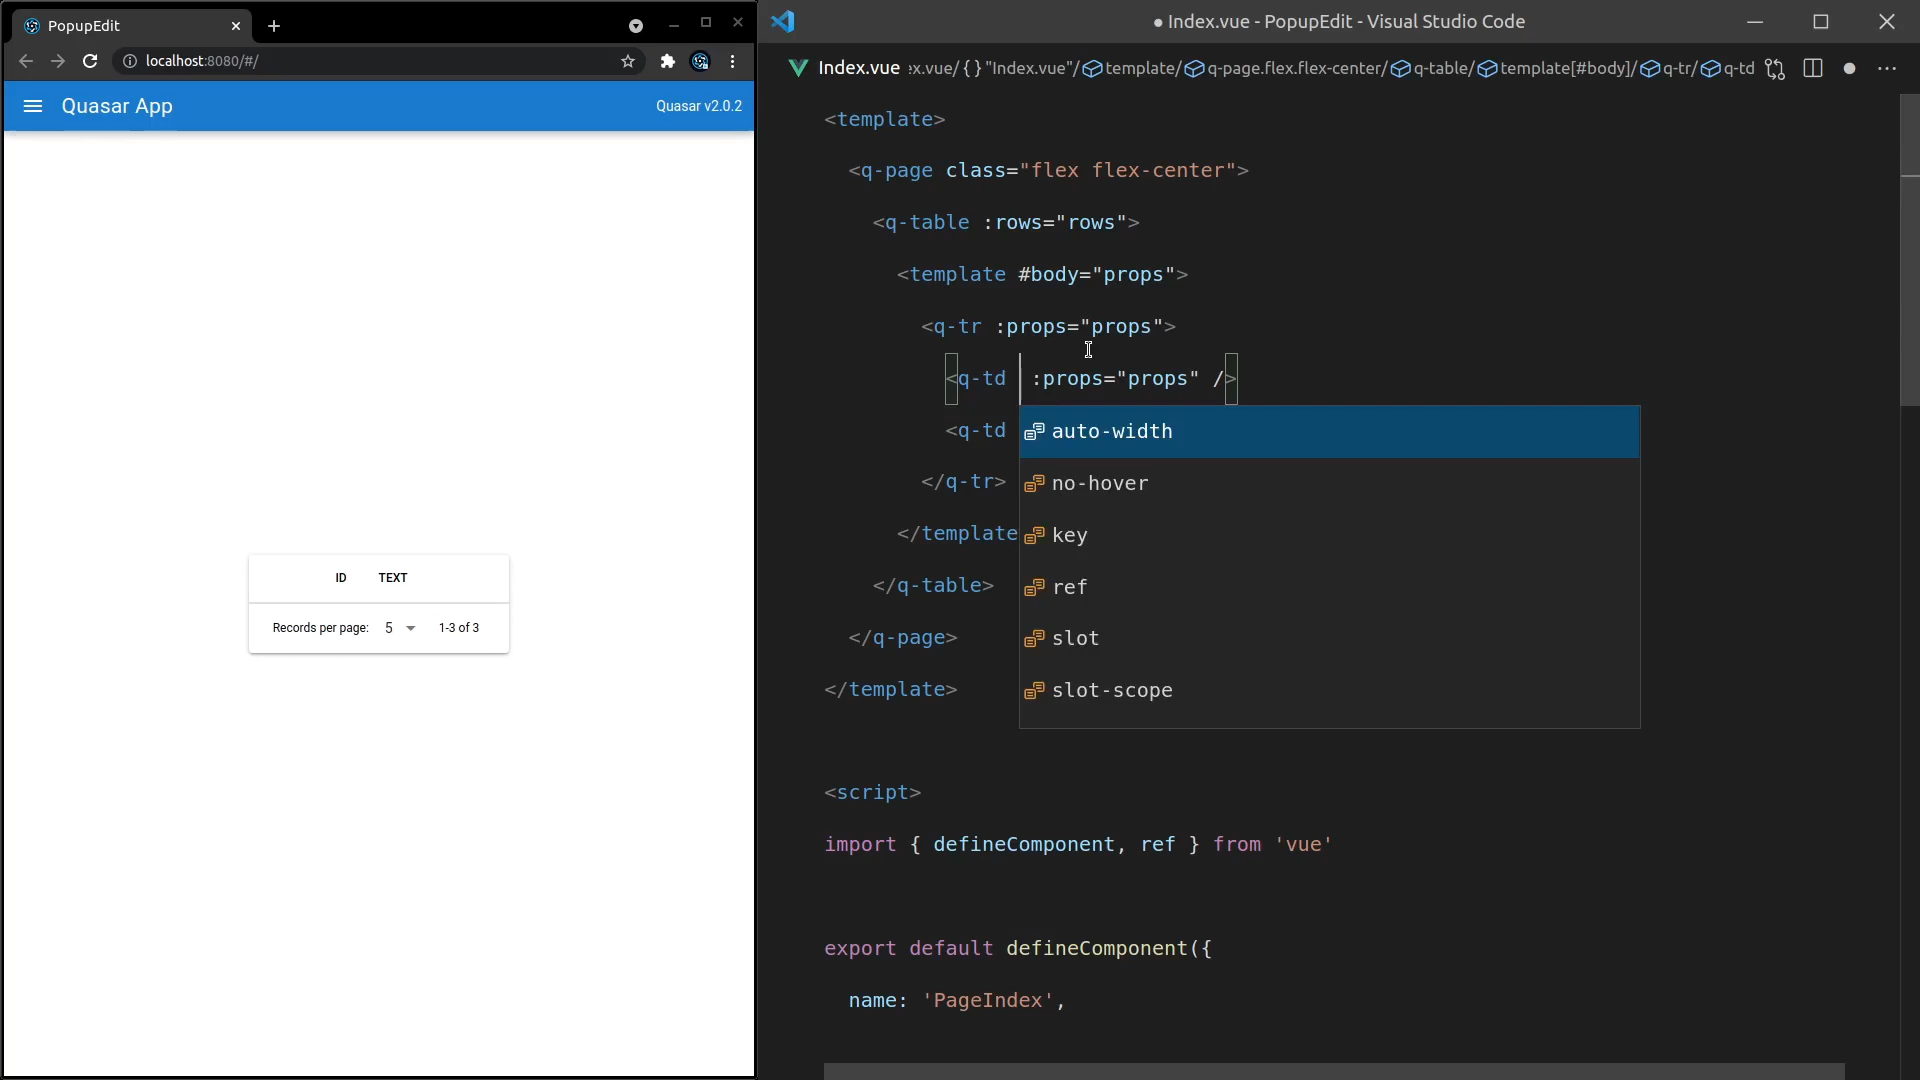 PopupEdit
localhost:8080/#/
Quasar App
Quasar v2.0.2
ID TEXT
Records per page: 5 1-3 of 3
● Index.vue - PopupEdit - Visual Studio Code
Index.vue x.vue/ { } "Index.vue"/ template/ q-page.flex.flex-center/ q-table/ template[#body]/ q-tr/ q-td
<template>
<q-page class="flex flex-center">
<q-table :rows="rows">
<template #body="props">
<q-tr :props="props">
<q-td :props="props" />
<q-td
</q-tr>
</template
</q-table>
</q-page>
</template>
auto-width
no-hover
key
ref
slot
slot-scope
<script>
import { defineComponent, ref } from 'vue'
export default defineComponent({
name: 'PageIndex',